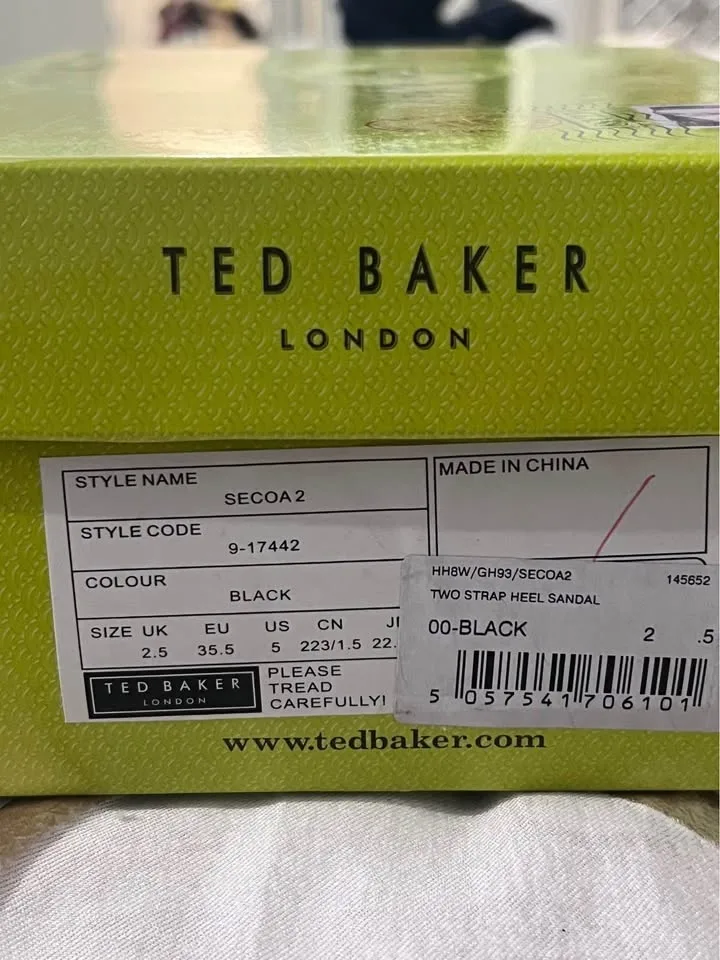 TED BAKER
LONDON
STYLE NAME
SECOA 2
STYLE CODE
9-17442
COLOUR
BLACK
SIZE UK EU US CN
2.5 35.5 5 223/1.5 22.
TED BAKER
LONDON
PLEASE
TREAD
CAREFULLY!
MADE IN CHINA
HH8W/GH93/SECOA2 145652
TWO STRAP HEEL SANDAL
00-BLACK 2 .5
5 057541 706101
www.tedbaker.com